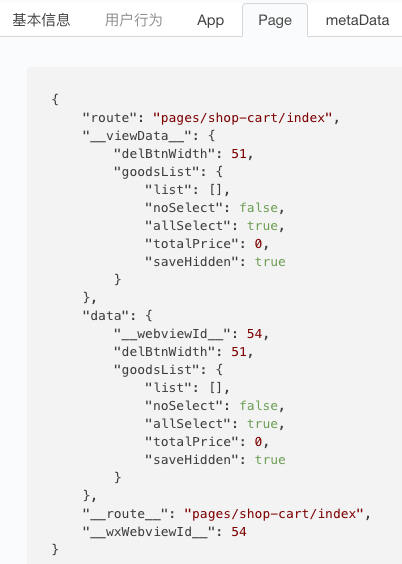 基本信息 用户行为 App Page metaData
{
    "route": "pages/shop-cart/index",
    "__viewData__": {
        "delBtnWidth": 51,
        "goodsList": {
            "list": [],
            "noSelect": false,
            "allSelect": true,
            "totalPrice": 0,
            "saveHidden": true
        }
    },
    "data": {
        "__webviewId__": 54,
        "delBtnWidth": 51,
        "goodsList": {
            "list": [],
            "noSelect": false,
            "allSelect": true,
            "totalPrice": 0,
            "saveHidden": true
        }
    },
    "__route__": "pages/shop-cart/index",
    "__wxWebviewId__": 54
}